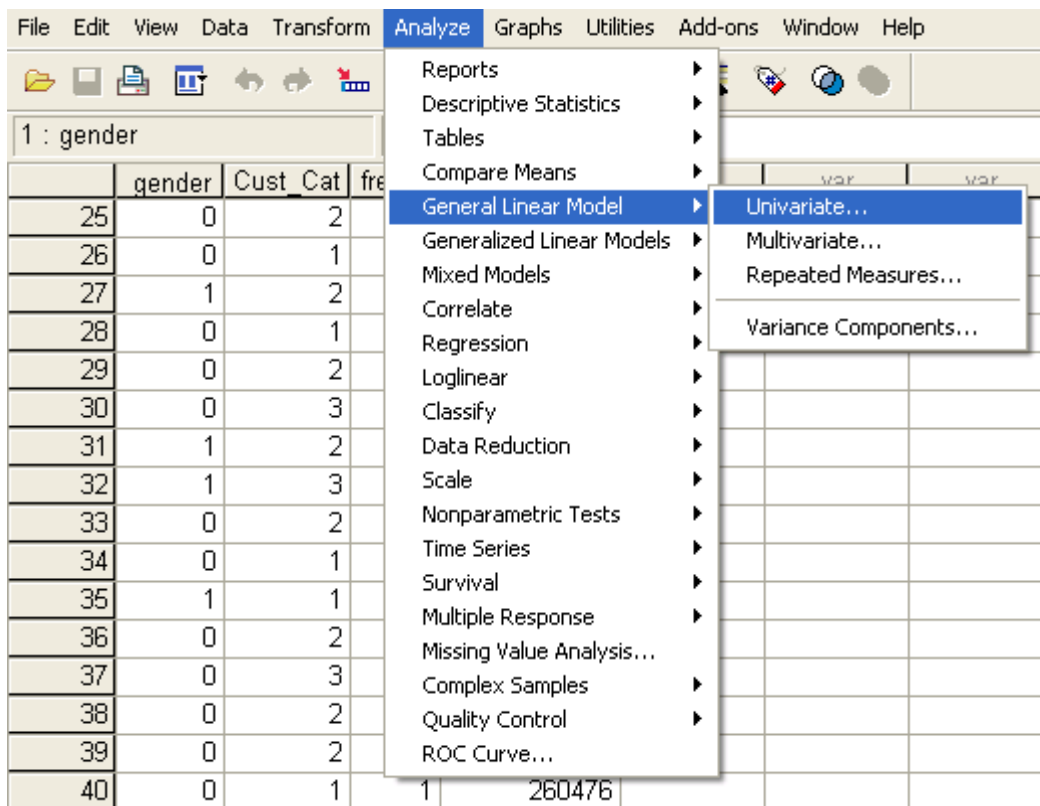 File Edit View Data Transform Analyze Graphs Utilities Add-ons Window Help
1 : gender
gender Cust_Cat fre var var
25 0 2
26 0 1
27 1 2
28 0 1
29 0 2
30 0 3
31 1 2
32 1 3
33 0 2
34 0 1
35 1 1
36 0 2
37 0 3
38 0 2
39 0 2
40 0 1 1 260476
Reports
Descriptive Statistics
Tables
Compare Means
General Linear Model
Generalized Linear Models
Mixed Models
Correlate
Regression
Loglinear
Classify
Data Reduction
Scale
Nonparametric Tests
Time Series
Survival
Multiple Response
Missing Value Analysis...
Complex Samples
Quality Control
ROC Curve...
Univariate...
Multivariate...
Repeated Measures...
Variance Components...